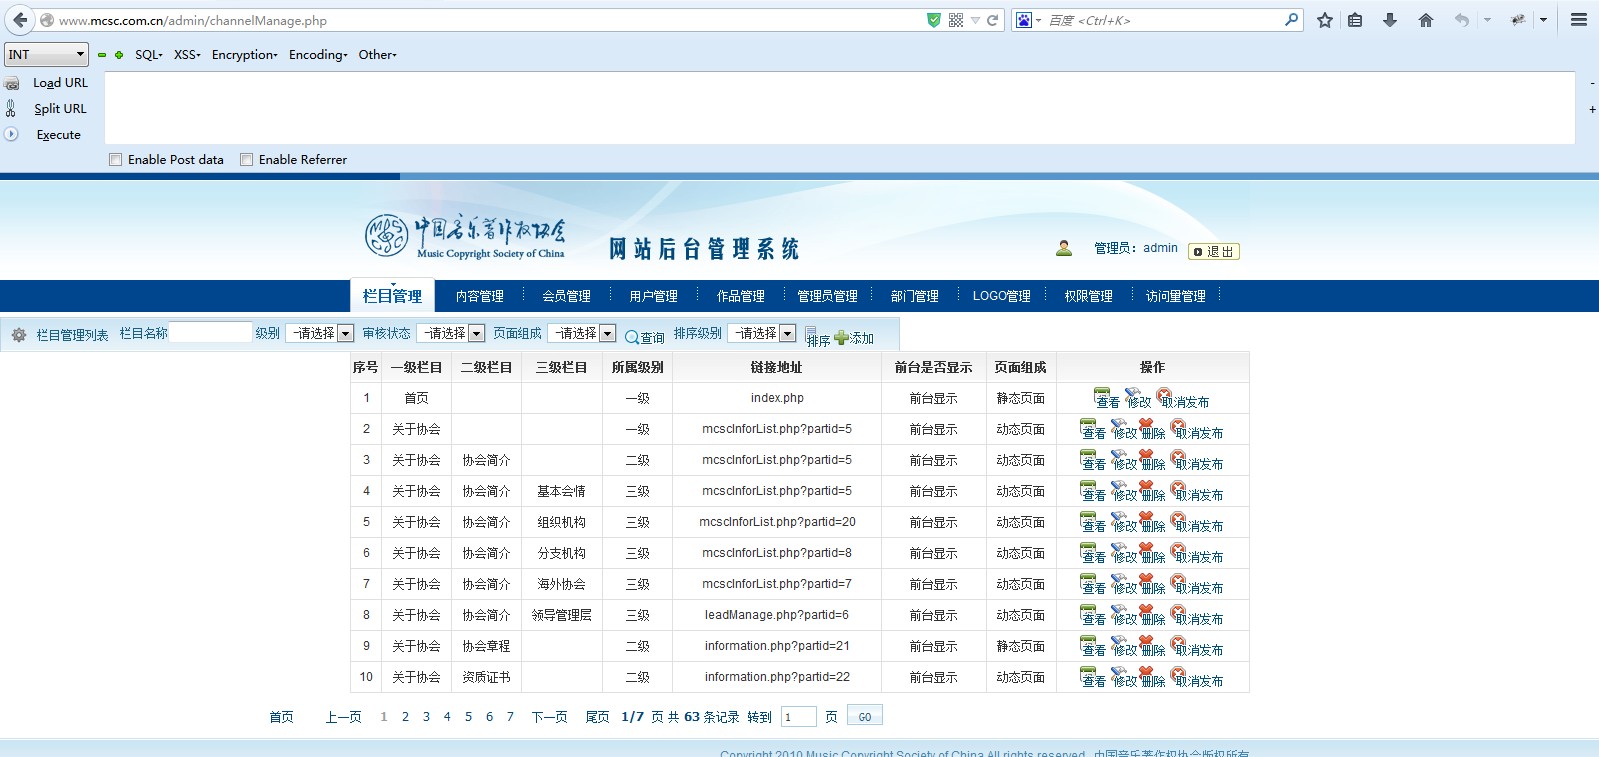 www.mcsc.com.cn/admin/channelManage.php 百度 <Ctrl+K>
INT SQL XSS Encryption Encoding Other
Load URL
Split URL
Execute
Enable Post data Enable Referrer
中国音乐著作权协会
Music Copyright Society of China
网站后台管理系统
管理员：admin 退出
栏目管理 内容管理 会员管理 用户管理 作品管理 管理员管理 部门管理 LOGO管理 权限管理 访问量管理
栏目管理列表 栏目名称 级别 -请选择 审核状态 -请选择 页面组成 -请选择 查询 排序级别 -请选择 排序 添加
序号 一级栏目 二级栏目 三级栏目 所属级别 链接地址 前台是否显示 页面组成 操作
1 首页 一级 index.php 前台显示 静态页面 查看 修改 取消发布
2 关于协会 一级 mcscInforList.php?partid=5 前台显示 动态页面 查看 修改 删除 取消发布
3 关于协会 协会简介 二级 mcscInforList.php?partid=5 前台显示 动态页面 查看 修改 删除 取消发布
4 关于协会 协会简介 基本会情 三级 mcscInforList.php?partid=5 前台显示 动态页面 查看 修改 删除 取消发布
5 关于协会 协会简介 组织机构 三级 mcscInforList.php?partid=20 前台显示 动态页面 查看 修改 删除 取消发布
6 关于协会 协会简介 分支机构 三级 mcscInforList.php?partid=8 前台显示 动态页面 查看 修改 删除 取消发布
7 关于协会 协会简介 海外协会 三级 mcscInforList.php?partid=7 前台显示 动态页面 查看 修改 删除 取消发布
8 关于协会 协会简介 领导管理层 三级 leadManage.php?partid=6 前台显示 动态页面 查看 修改 删除 取消发布
9 关于协会 协会章程 二级 information.php?partid=21 前台显示 静态页面 查看 修改 删除 取消发布
10 关于协会 资质证书 二级 information.php?partid=22 前台显示 动态页面 查看 修改 删除 取消发布
首页 上一页 1 2 3 4 5 6 7 下一页 尾页 1/7 页 共 63 条记录 转到 1 页 GO
Copyright 2010 Music Copyright Society of China All rights reserved 中国音乐著作权协会版权所有